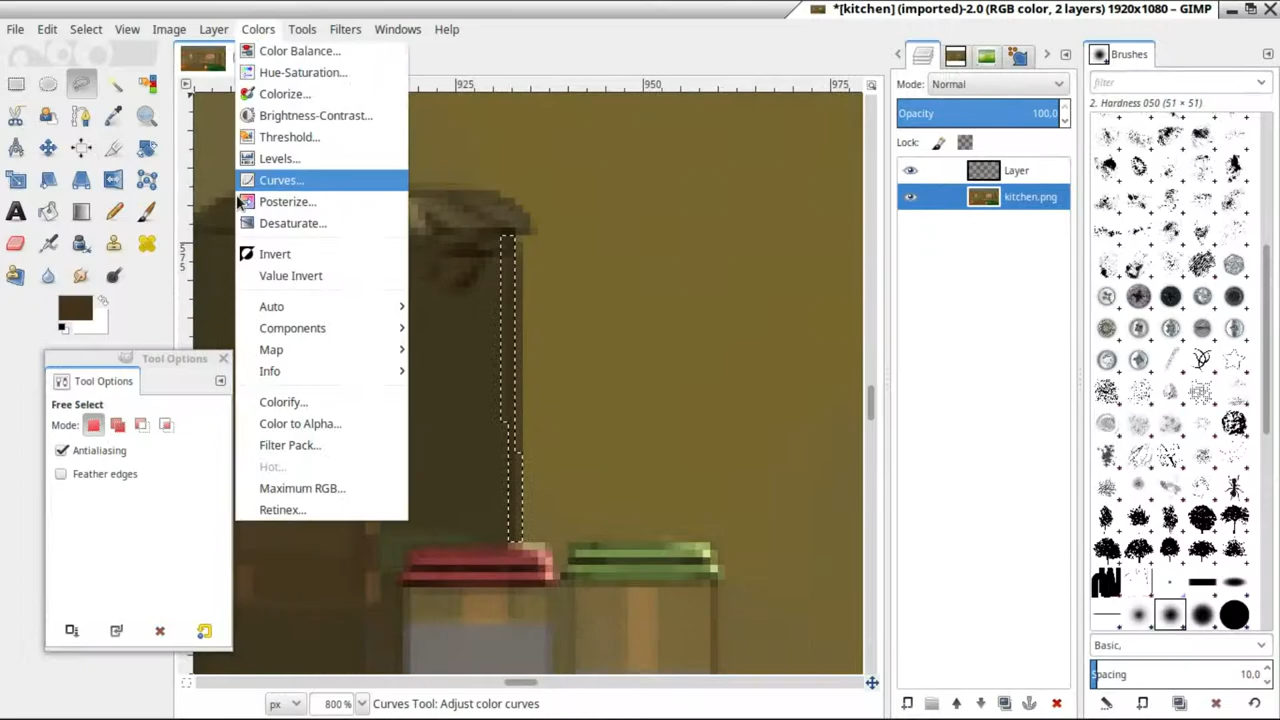 *[kitchen] (imported)-2.0 (RGB color, 2 layers) 1920x1080 – GIMP
File Edit Select View Image Layer Colors Tools Filters Windows Help
Color Balance...
Hue-Saturation...
Colorize...
Brightness-Contrast...
Threshold...
Levels...
Curves...
Posterize...
Desaturate...
Invert
Value Invert
Auto
Components
Map
Info
Colorify...
Color to Alpha...
Filter Pack...
Hot...
Maximum RGB...
Retinex...
925 950 975
575
Tool Options
Tool Options
Free Select
Mode:
Antialiasing
Feather edges
px 800 % Curves Tool: Adjust color curves
Mode: Normal
Opacity 100,0
Lock:
Layer
kitchen.png
Brushes
filter
2. Hardness 050 (51 × 51)
Basic,
Spacing 10,0